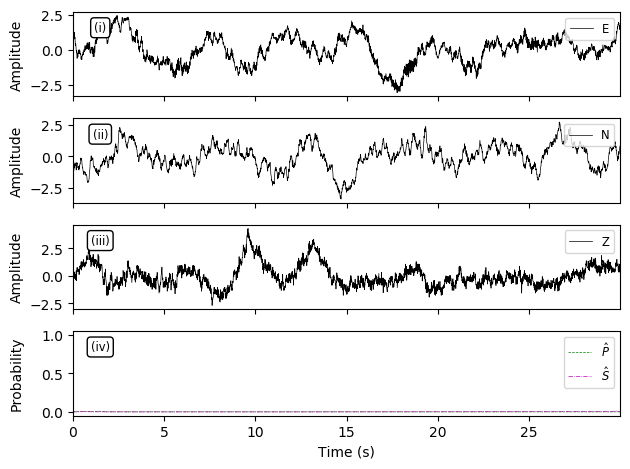 2.5
0.0
−2.5
Amplitude
(i)
E
2.5
0.0
−2.5
Amplitude
(ii)
N
2.5
0.0
−2.5
Amplitude
(iii)
Z
1.0
0.5
0.0
Probability
(iv)
P̂
Ŝ
0 5 10 15 20 25
Time (s)